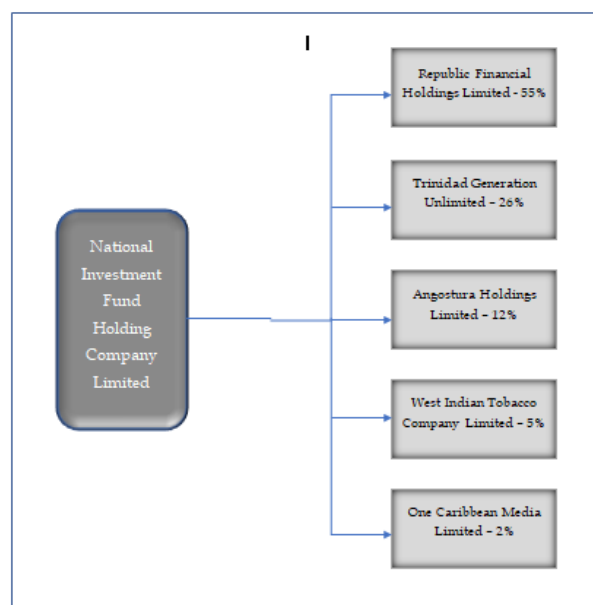 I
Republic Financial
Holdings Limited - 55%
Trinidad Generation
Unlimited – 26%
National
Investment
Fund
Holding
Company
Limited
Angostura Holdings
Limited – 12%
West Indian Tobacco
Company Limited – 5%
One Caribbean Media
Limited – 2%